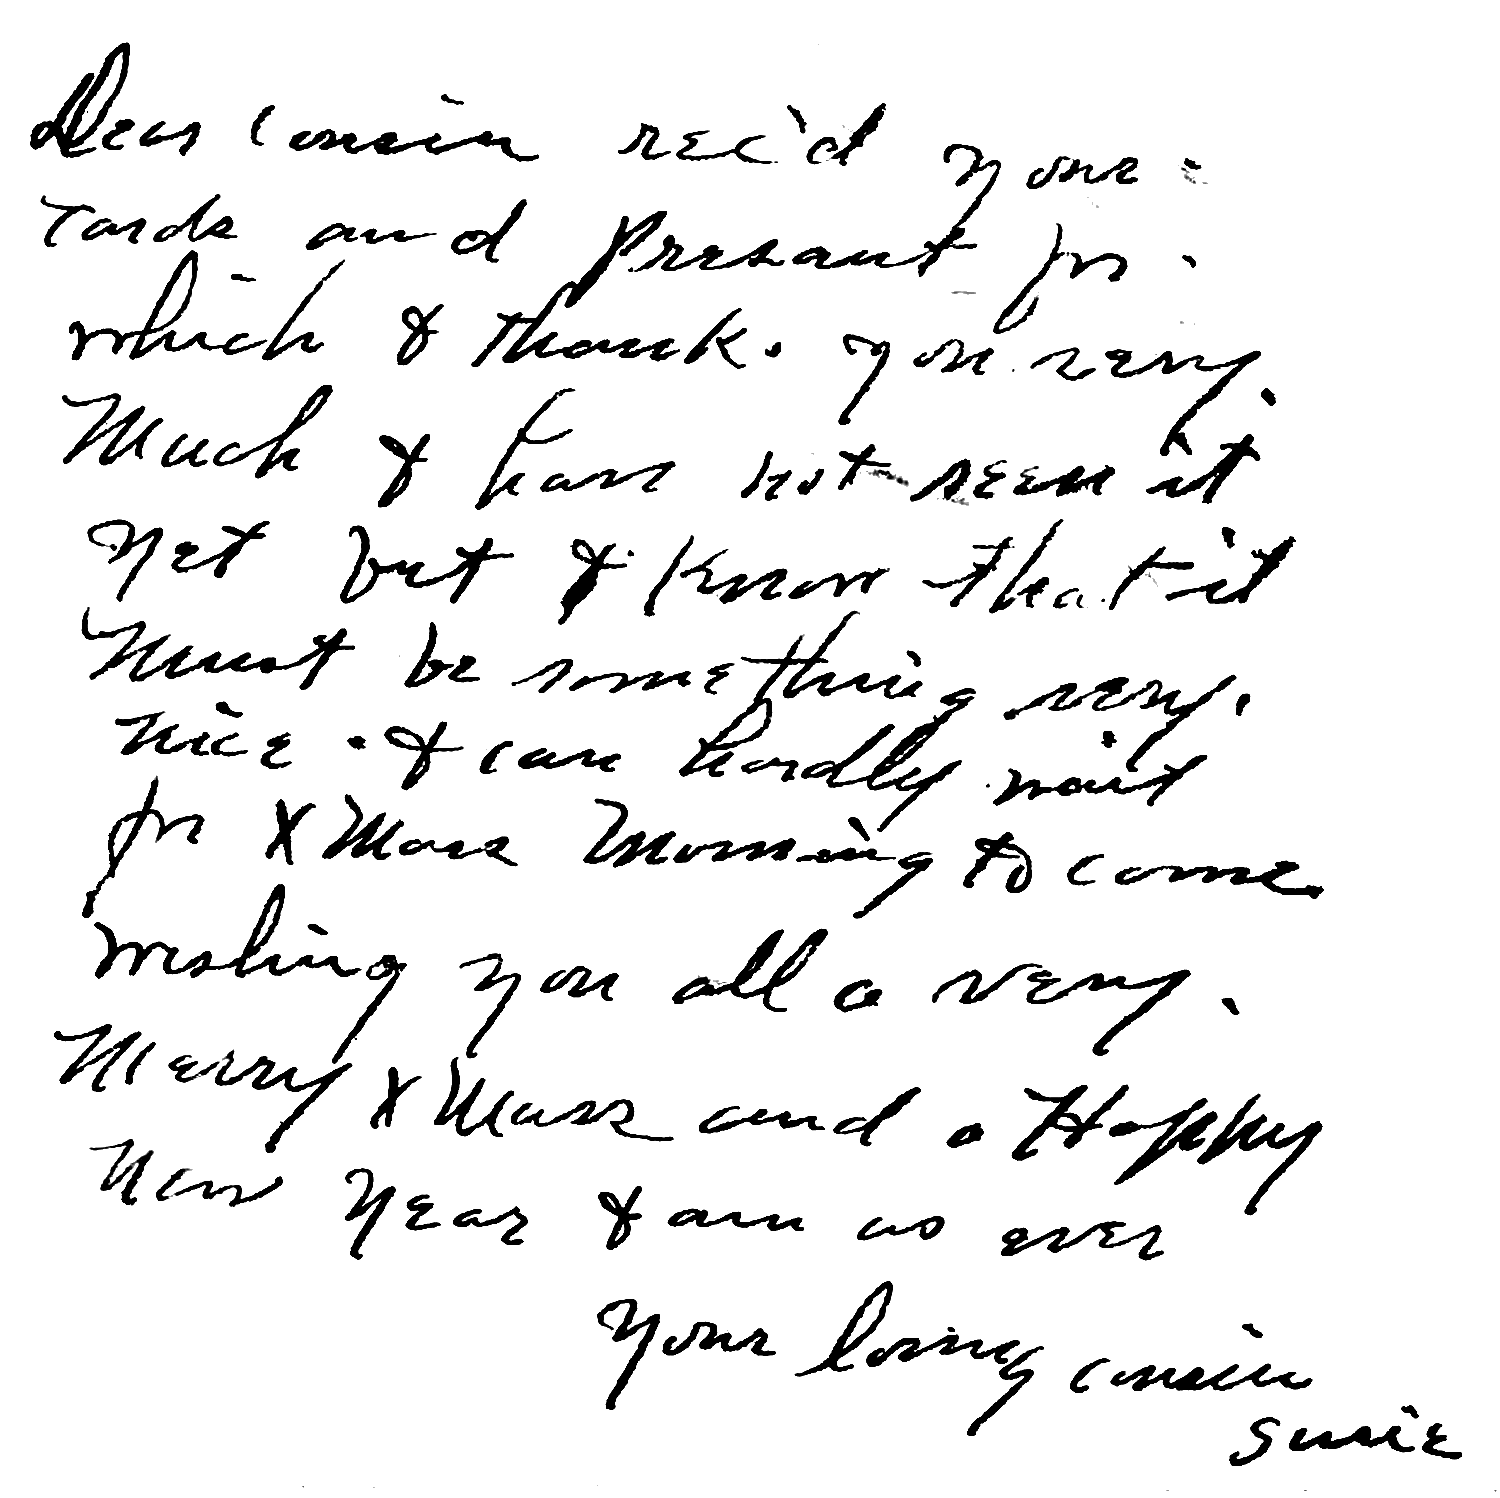 Dear Cousin rec'd your
Cards and Presant for
which I thank. you very.
Much I have not seen it
Yet but I Know that it
Must be something very.
nice. I can hardly wait
for XMass Morning to come.
Wishing you all a very.
Merry XMass and a Happy
New Year I am as ever
Your loving cousin
Susie